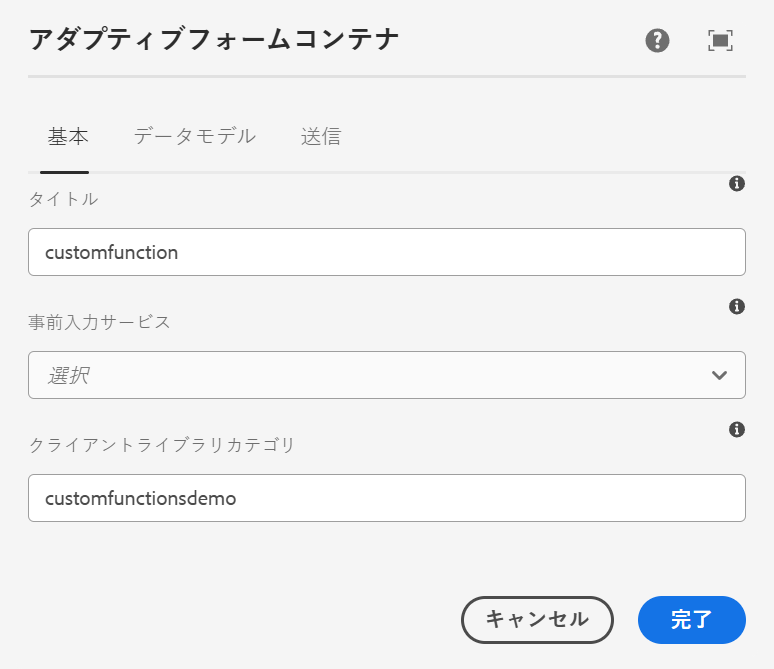 アダプティブフォームコンテナ
基本 データモデル 送信
タイトル
customfunction
事前入力サービス
選択
クライアントライブラリカテゴリ
customfunctionsdemo
キャンセル 完了